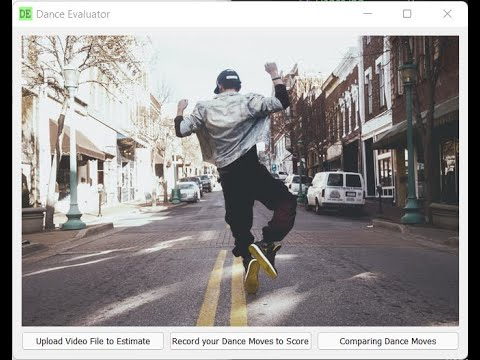 DE Dance Evaluator
Upload Video File to Estimate
Record your Dance Moves to Score
Comparing Dance Moves